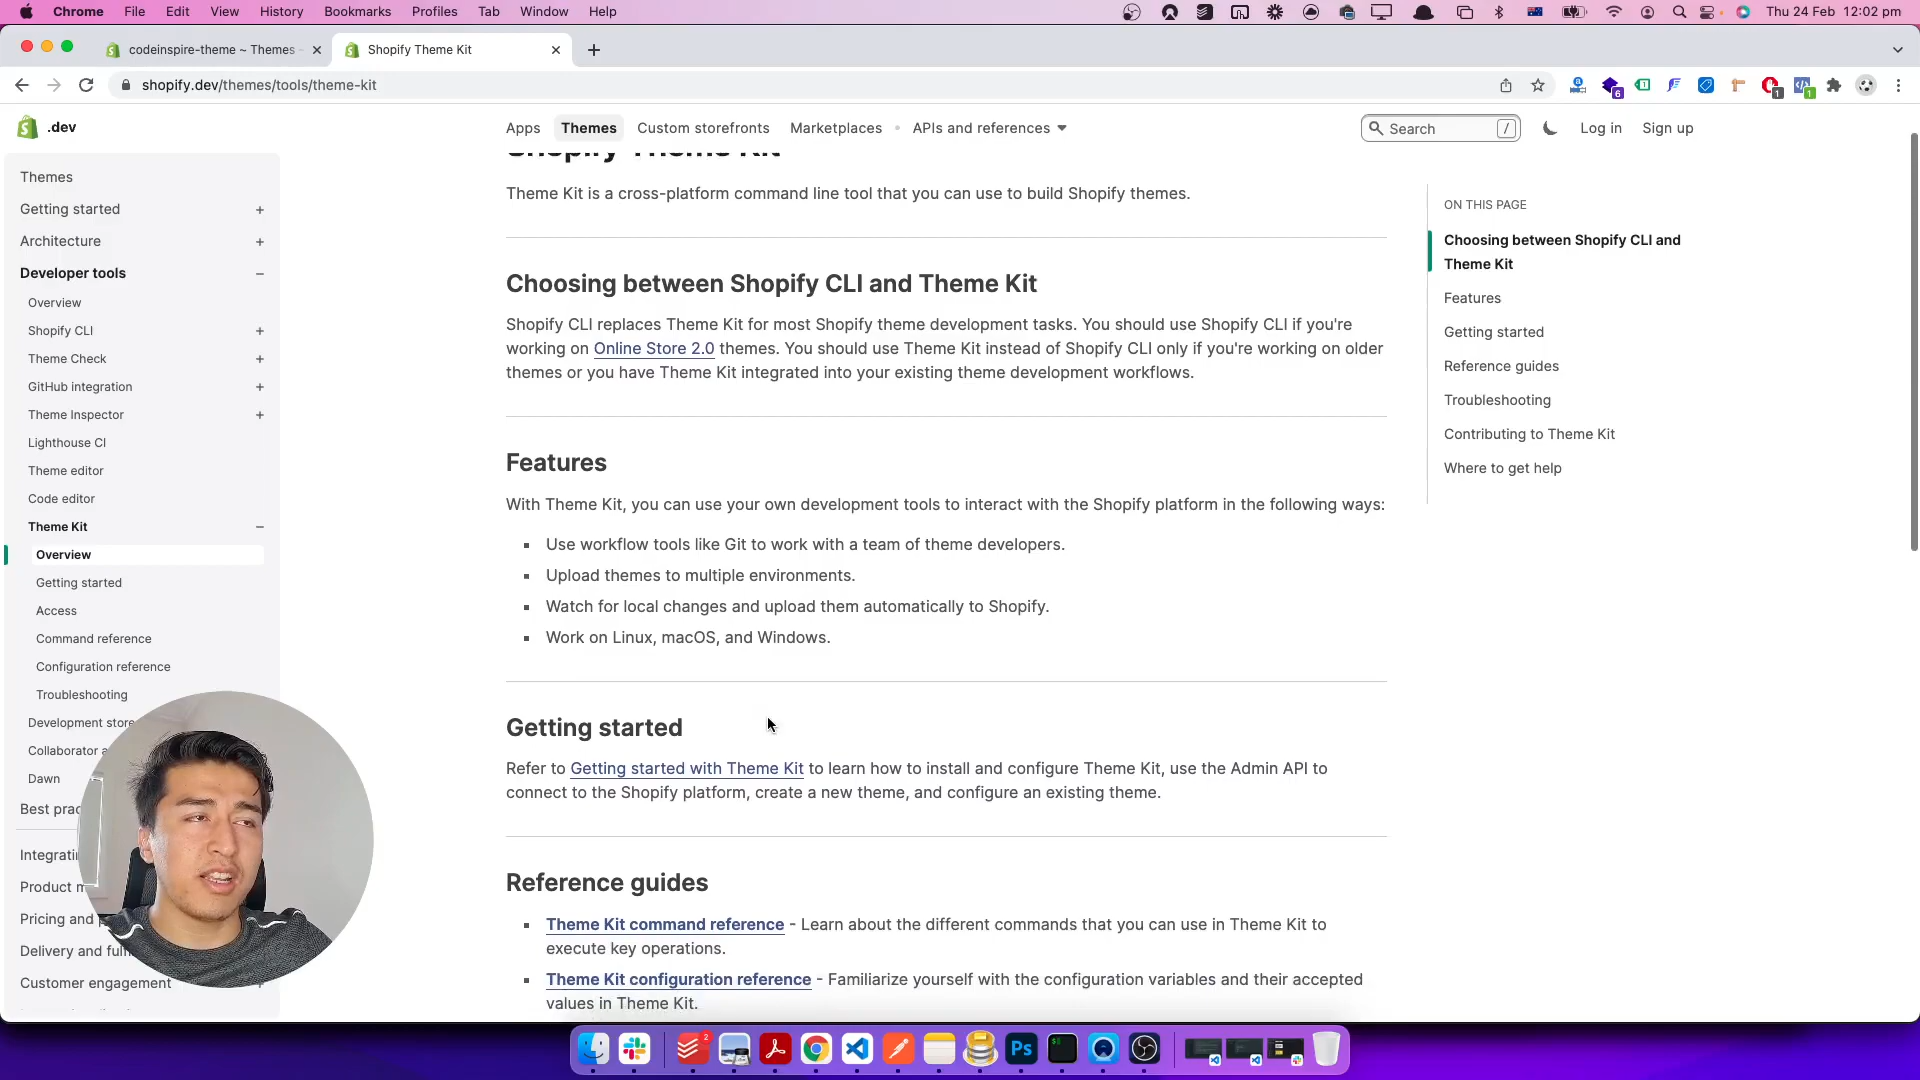 Chrome File Edit View History Bookmarks Profiles Tab Window Help Thu 24 Feb 12:02 pm
codeinspire-theme ~ Themes Shopify Theme Kit
shopify.dev/themes/tools/theme-kit
.dev Apps Themes Custom storefronts Marketplaces APIs and references Search / Log in Sign up
Themes
Getting started
Architecture
Developer tools
Overview
Shopify CLI
Theme Check
GitHub integration
Theme Inspector
Lighthouse CI
Theme editor
Code editor
Theme Kit
Overview
Getting started
Access
Command reference
Configuration reference
Troubleshooting
Development store
Collaborator a
Dawn
Best prac
Integrati
Product m
Pricing and
Delivery and fulfi
Customer engagement
Shopify Theme Kit
Theme Kit is a cross-platform command line tool that you can use to build Shopify themes.
Choosing between Shopify CLI and Theme Kit
Shopify CLI replaces Theme Kit for most Shopify theme development tasks. You should use Shopify CLI if you're
working on Online Store 2.0 themes. You should use Theme Kit instead of Shopify CLI only if you're working on older
themes or you have Theme Kit integrated into your existing theme development workflows.
Features
With Theme Kit, you can use your own development tools to interact with the Shopify platform in the following ways:
Use workflow tools like Git to work with a team of theme developers.
Upload themes to multiple environments.
Watch for local changes and upload them automatically to Shopify.
Work on Linux, macOS, and Windows.
Getting started
Refer to Getting started with Theme Kit to learn how to install and configure Theme Kit, use the Admin API to
connect to the Shopify platform, create a new theme, and configure an existing theme.
Reference guides
Theme Kit command reference - Learn about the different commands that you can use in Theme Kit to
execute key operations.
Theme Kit configuration reference - Familiarize yourself with the configuration variables and their accepted
values in Theme Kit.
ON THIS PAGE
Choosing between Shopify CLI and
Theme Kit
Features
Getting started
Reference guides
Troubleshooting
Contributing to Theme Kit
Where to get help
2
Ps